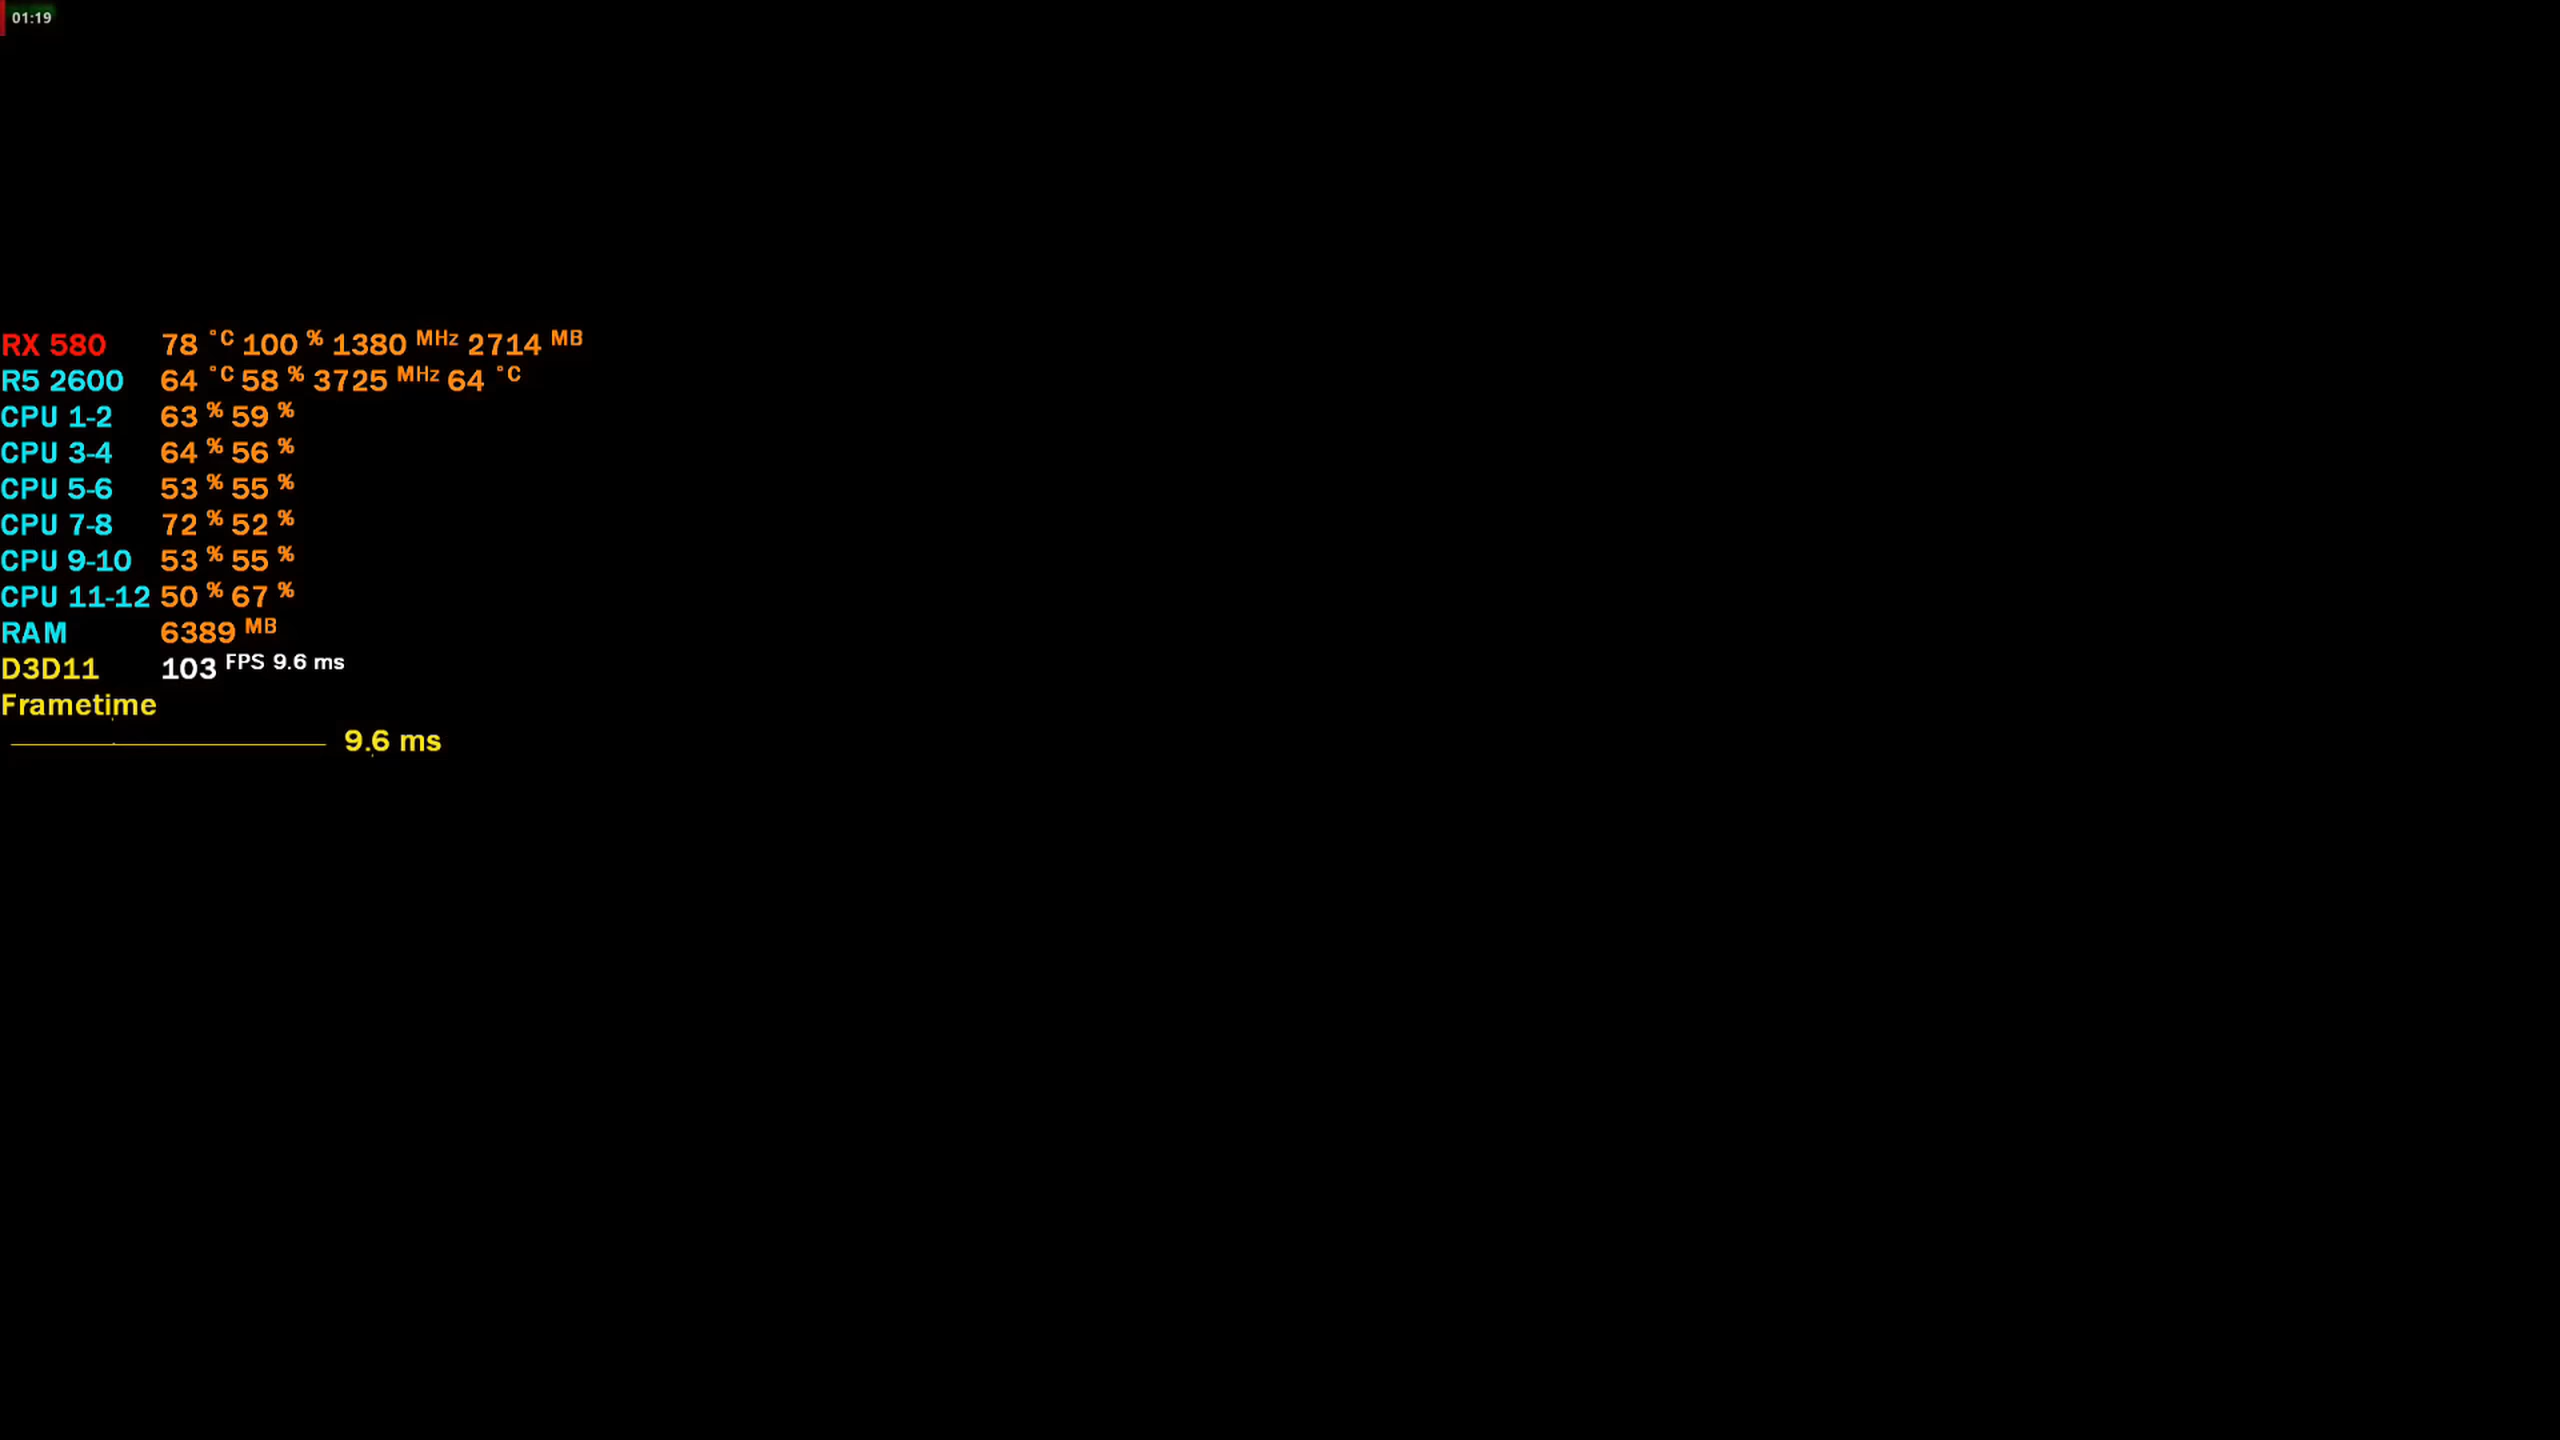 01:19
RX 580 78 °C 100 % 1380 MHz 2714 MB
R5 2600 64 °C 58 % 3725 MHz 64 °C
CPU 1-2 63 % 59 %
CPU 3-4 64 % 56 %
CPU 5-6 53 % 55 %
CPU 7-8 72 % 52 %
CPU 9-10 53 % 55 %
CPU 11-12 50 % 67 %
RAM 6389 MB
D3D11 103 FPS 9.6 ms
Frametime
9.6 ms